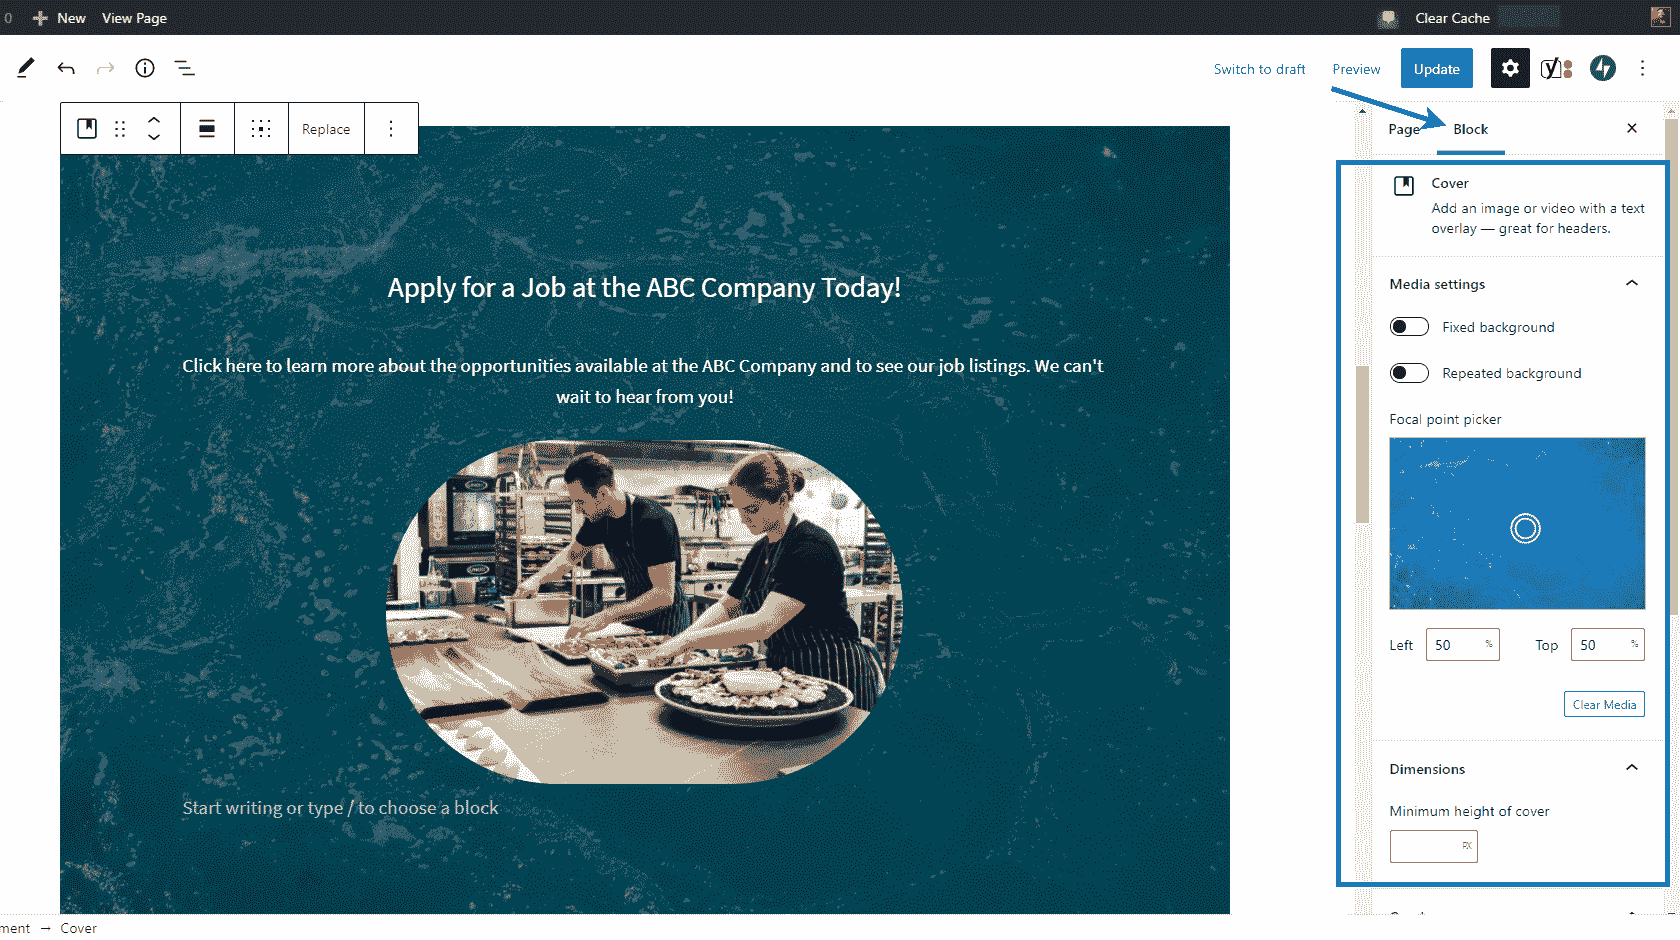 0
New
View Page
Clear Cache
Switch to draft
Preview
Update
Replace
Page
Block
Cover
Add an image or video with a text
overlay — great for headers.
Apply for a Job at the ABC Company Today!
Media settings
Fixed background
Click here to learn more about the opportunities available at the ABC Company and to see our job listings. We can't
wait to hear from you!
Repeated background
Focal point picker
Left 50 %
Top 50 %
Clear Media
Dimensions
Start writing or type / to choose a block
Minimum height of cover
PX
ment → Cover